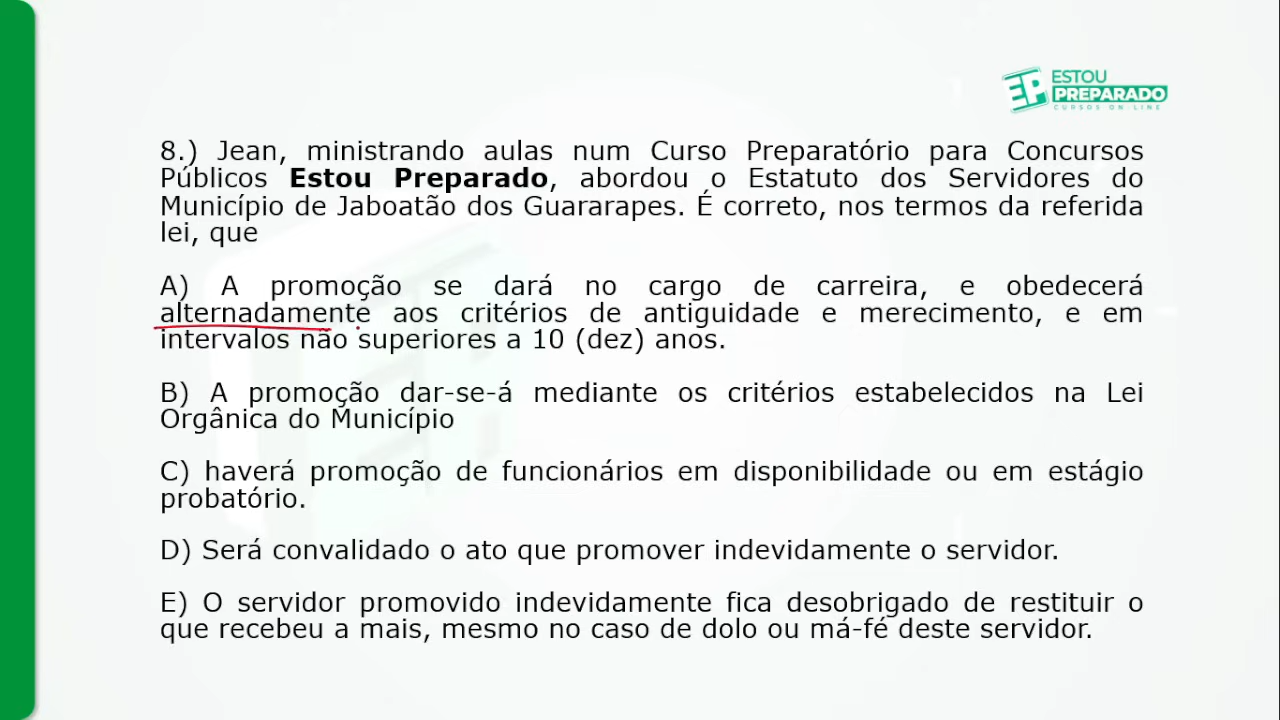 ESTOU
EP PREPARADO
CURSOS ON-LINE
8.) Jean, ministrando aulas num Curso Preparatório para Concursos
Públicos Estou Preparado, abordou o Estatuto dos Servidores do
Município de Jaboatão dos Guararapes. É correto, nos termos da referida
lei, que
A) A promoção se dará no cargo de carreira, e obedecerá
alternadamente aos critérios de antiguidade e merecimento, e em
intervalos não superiores a 10 (dez) anos.
B) A promoção dar-se-á mediante os critérios estabelecidos na Lei
Orgânica do Município
C) haverá promoção de funcionários em disponibilidade ou em estágio
probatório.
D) Será convalidado o ato que promover indevidamente o servidor.
E) O servidor promovido indevidamente fica desobrigado de restituir o
que recebeu a mais, mesmo no caso de dolo ou má-fé deste servidor.